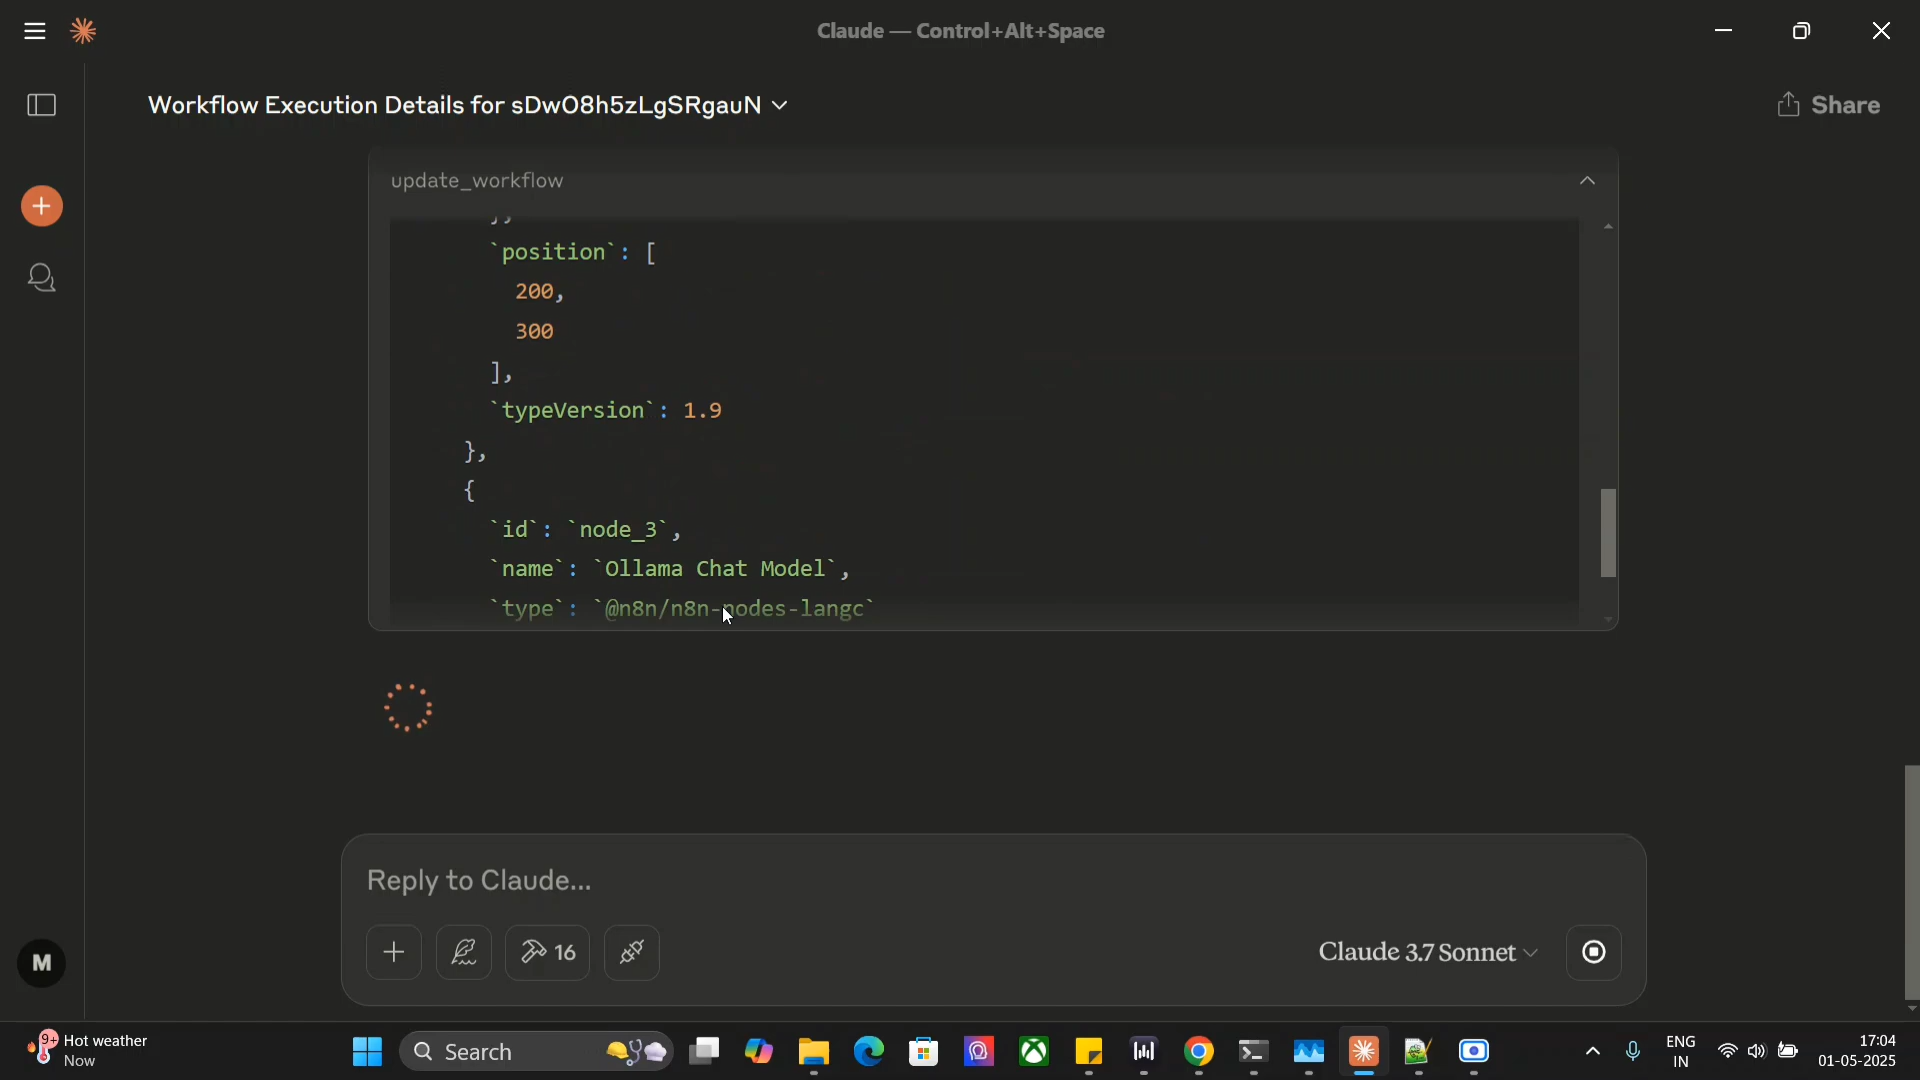 Claude — Control+Alt+Space
Workflow Execution Details for sDwO8h5zLgSRgauN
Share
update_workflow
},
`position`: [
200,
300
],
`typeVersion`: 1.9
},
{
`id`: `node_3`,
`name`: `Ollama Chat Model`,
`type`: `@n8n/n8n-nodes-langc`
Reply to Claude...
16
Claude 3.7 Sonnet
M
9+
Hot weather
Now
Search
ENG
IN
17:04
01-05-2025